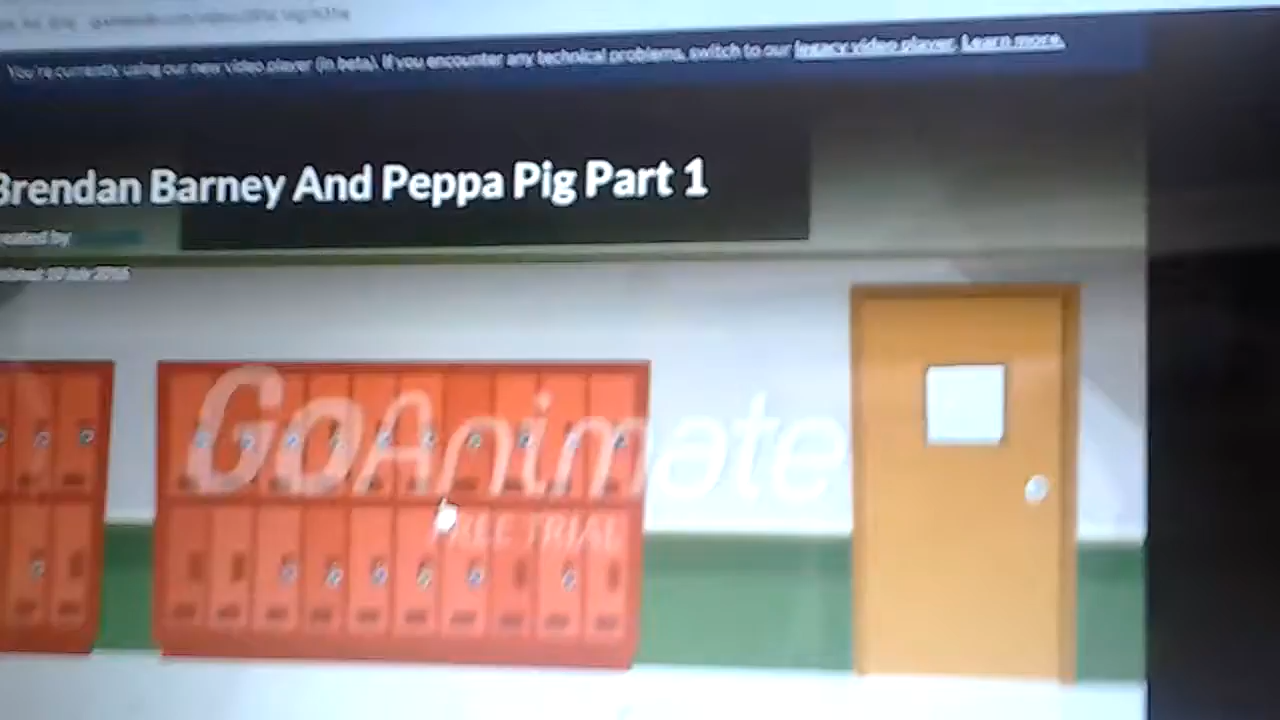 You're currently using our new video player (in beta). If you encounter any technical problems, switch to our legacy video player. Learn more.
Brendan Barney And Peppa Pig Part 1
created by
GoAnimate
FREE TRIAL